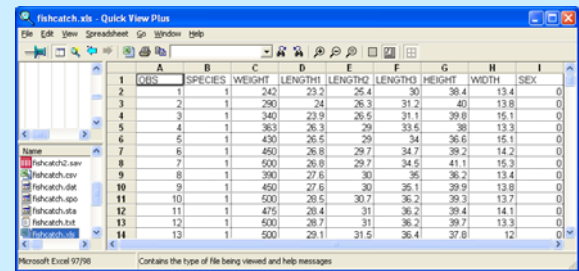 fishcatch.xls - Quick View Plus
File Edit View Spreadsheet Go Window Help
A B C D E F G H I
1 OBS SPECIES WEIGHT LENGTH1 LENGTH2 LENGTH3 HEIGHT WIDTH SEX
2 1 1 242 23.2 25.4 30 38.4 13.4 0
3 2 1 290 24 26.3 31.2 40 13.8 0
4 3 1 340 23.9 26.5 31.1 39.8 15.1 0
5 4 1 363 26.3 29 33.5 38 13.3 0
6 5 1 430 26.5 29 34 36.6 15.1 0
7 6 1 450 26.8 29.7 34.7 39.2 14.2 0
8 7 1 500 26.8 29.7 34.5 41.1 15.3 0
9 8 1 390 27.6 30 35 36.2 13.4 0
10 9 1 450 27.6 30 35.1 39.9 13.8 0
11 10 1 500 28.5 30.7 36.2 39.3 13.7 0
12 11 1 475 28.4 31 36.2 39.4 14.1 0
13 12 1 500 28.7 31 36.2 39.7 13.3 0
14 13 1 500 29.1 31.5 36.4 37.8 12 0
Name
fishcatch2.sav
fishcatch.csv
fishcatch.dat
fishcatch.spo
fishcatch.sta
fishcatch.txt
fishcatch.xls
Microsoft Excel 97/98
Contains the type of file being viewed and help messages